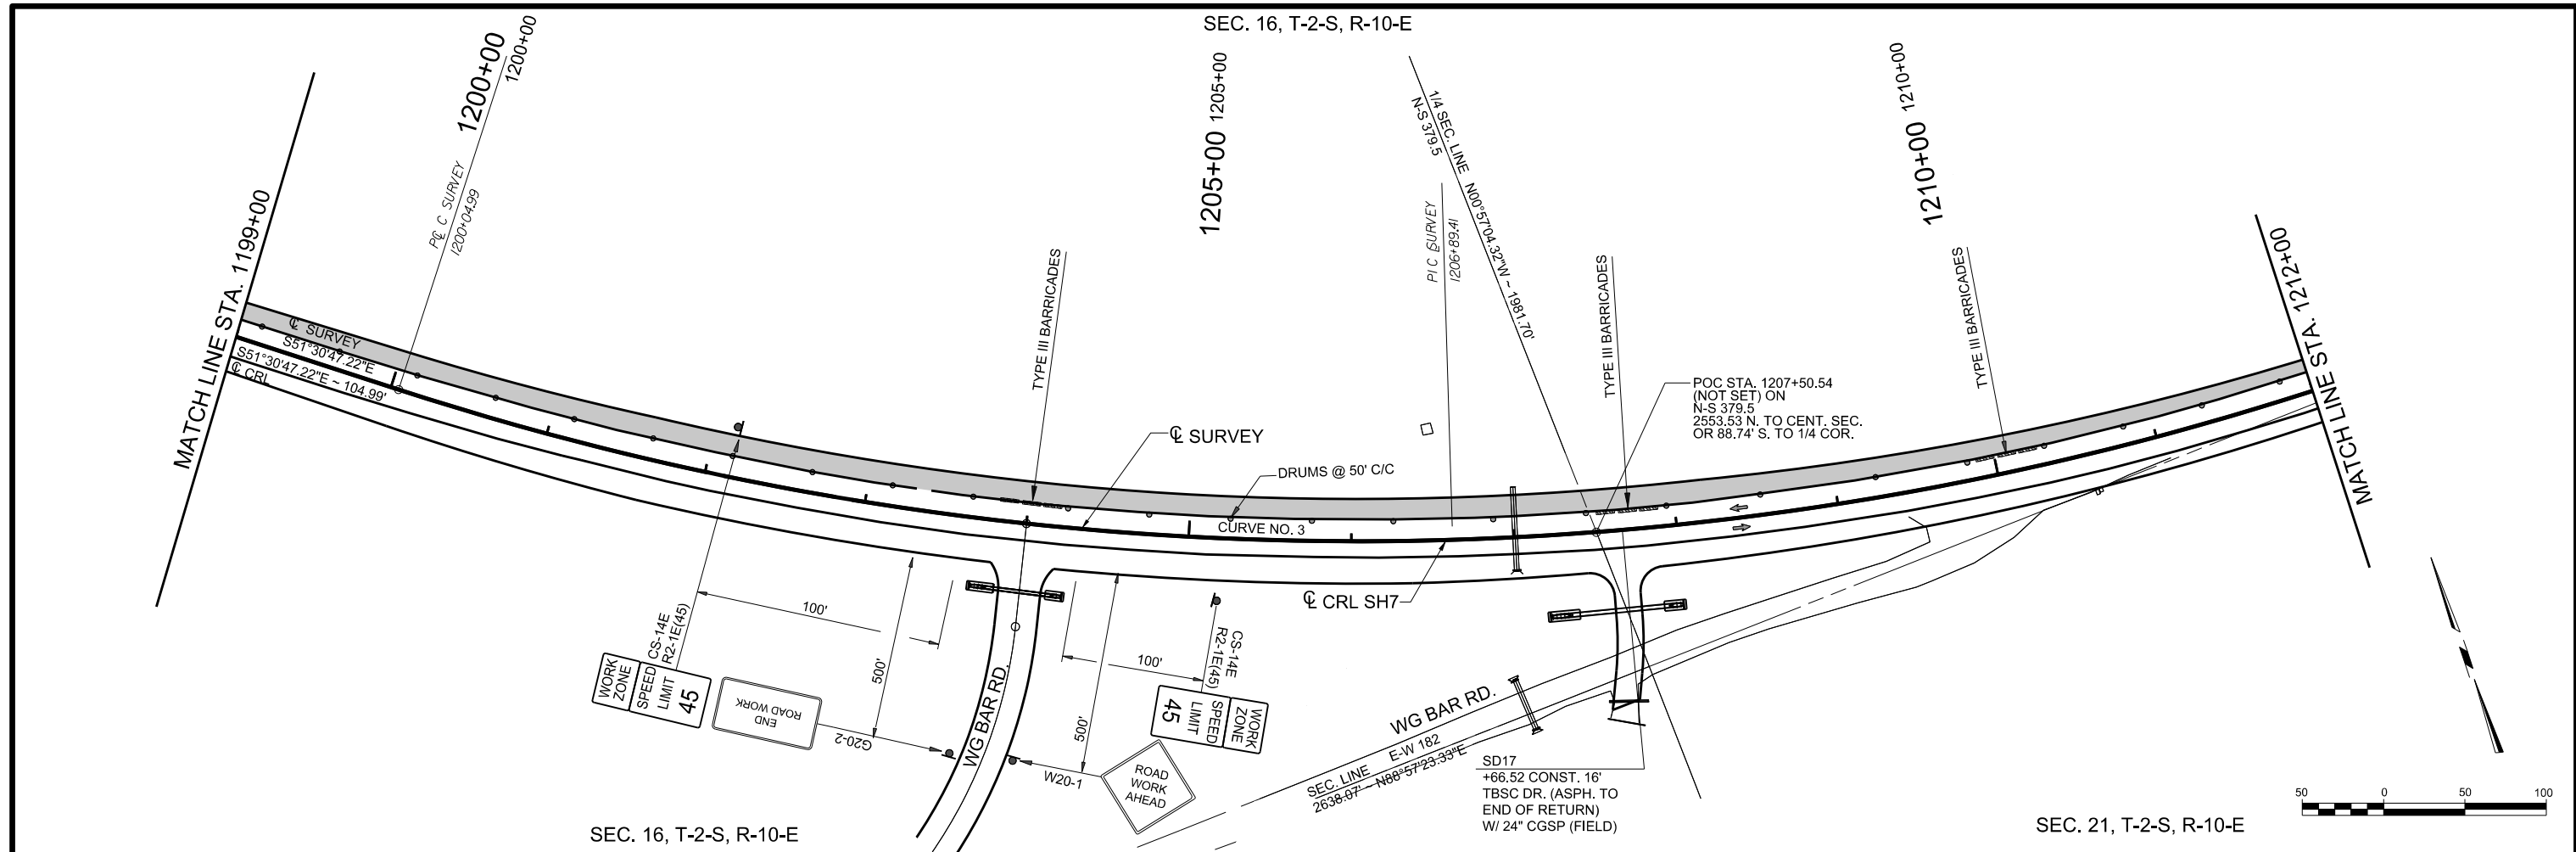 SEC. 16, T-2-S, R-10-E
1200+00
1200+00
P℄ C SURVEY
1200+04.99
MATCH LINE STA. 1199+00
℄ SURVEY
S51°30'47.22"E
S51°30'47.22"E ~ 104.99'
℄ CRL
TYPE III BARRICADES
1205+00
1205+00
1/4 SEC. LINE N00°57'04.32"W ~ 1981.70'
N-S 379.5
PI C SURVEY
1206+89.41
TYPE III BARRICADES
1210+00
1210+00
TYPE III BARRICADES
MATCH LINE STA. 1212+00
POC STA. 1207+50.54
(NOT SET) ON
N-S 379.5
2553.53 N. TO CENT. SEC.
OR 88.74' S. TO 1/4 COR.
℄ SURVEY
DRUMS @ 50' C/C
CURVE NO. 3
℄ CRL SH7
100'
500'
CS-14E
R2-1E(45)
WORK
ZONE
SPEED
LIMIT
45
END
ROAD WORK
G20-2
WG BAR RD.
100'
500'
CS-14E
R2-1E(45)
WORK
ZONE
SPEED
LIMIT
45
W20-1
ROAD
WORK
AHEAD
WG BAR RD.
SEC. LINE E-W 182
2638.07' ~ N88°57'23.33"E
SD17
+66.52 CONST. 16'
TBSC DR. (ASPH. TO
END OF RETURN)
W/ 24" CGSP (FIELD)
50 0 50 100
SEC. 16, T-2-S, R-10-E
SEC. 21, T-2-S, R-10-E